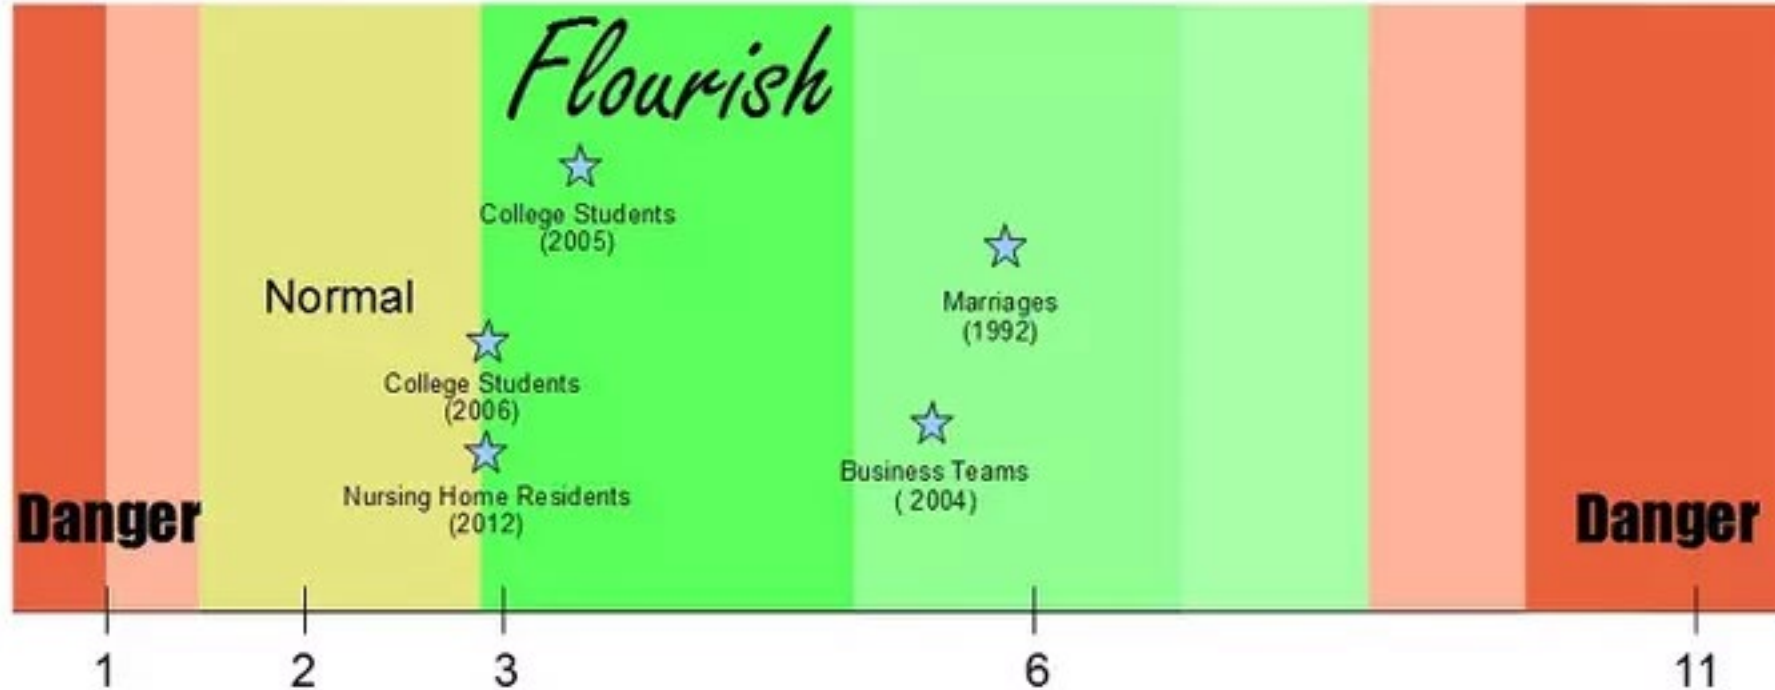 Flourish
College Students
(2005)
Marriages
(1992)
Normal
College Students
(2006)
Business Teams
( 2004)
Nursing Home Residents
(2012)
Danger
Danger
1 2 3 6 11